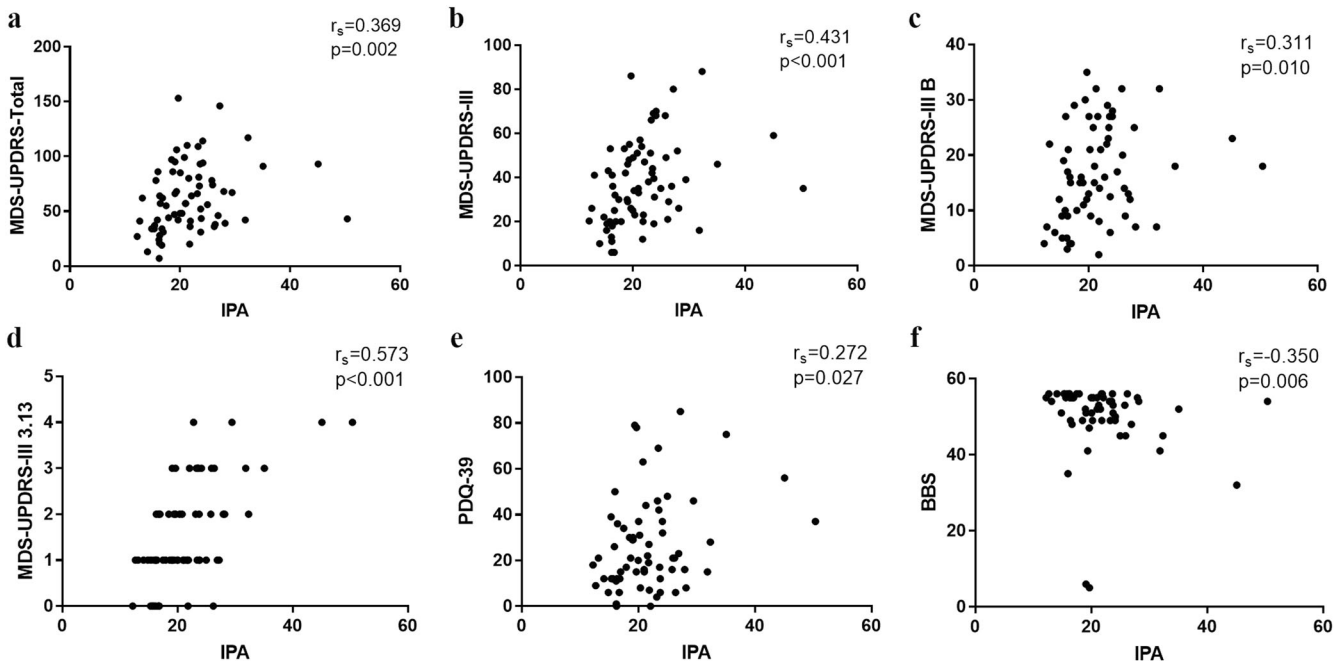 a
rs=0.369
p=0.002
MDS-UPDRS-Total
200
150
100
50
0
0 20 40 60
IPA
b
rs=0.431
p<0.001
MDS-UPDRS-III
100
80
60
40
20
0
0 20 40 60
IPA
c
rs=0.311
p=0.010
MDS-UPDRS-III B
40
30
20
10
0
0 20 40 60
IPA
d
rs=0.573
p<0.001
MDS-UPDRS-III 3.13
5
4
3
2
1
0
0 20 40 60
IPA
e
rs=0.272
p=0.027
PDQ-39
100
80
60
40
20
0
0 20 40 60
IPA
f
rs=-0.350
p=0.006
BBS
60
40
20
0
0 20 40 60
IPA